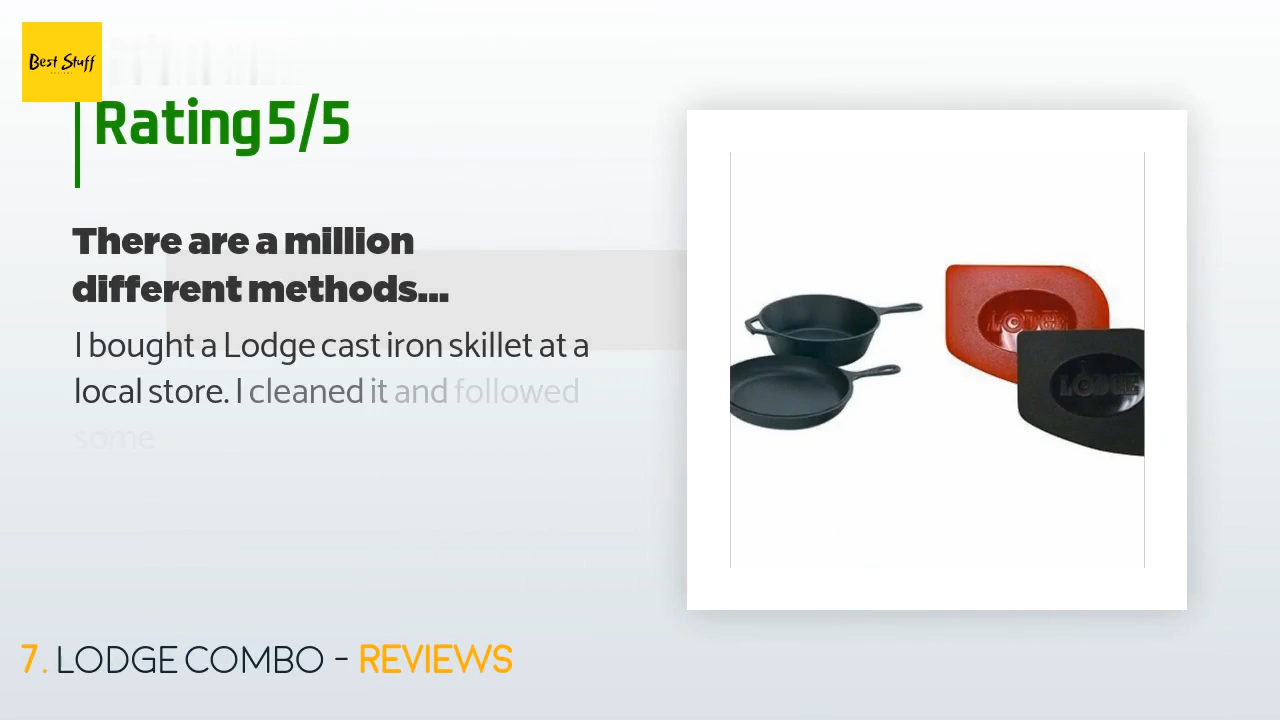 Best Stuff
Rating 5/5
There are a million
different methods...
I bought a Lodge cast iron skillet at a
local store. I cleaned it and followed
some
LODGE
LODGE
7. LODGE COMBO - REVIEWS